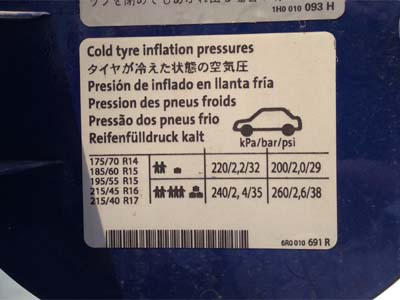 1H0 010 093 H
Cold tyre inflation pressures
タイヤが冷えた状態の空気圧
Presión de inflado en llanta fría
Pression des pneus froids
Pressão dos pneus frio
Reifenfülldruck kalt
kPa/bar/psi
175/70 R14
185/60 R15
195/55 R15
215/45 R16
215/40 R17
220/2,2/32 200/2,0/29
240/2,4/35 260/2,6/38
6R0 010 691 R